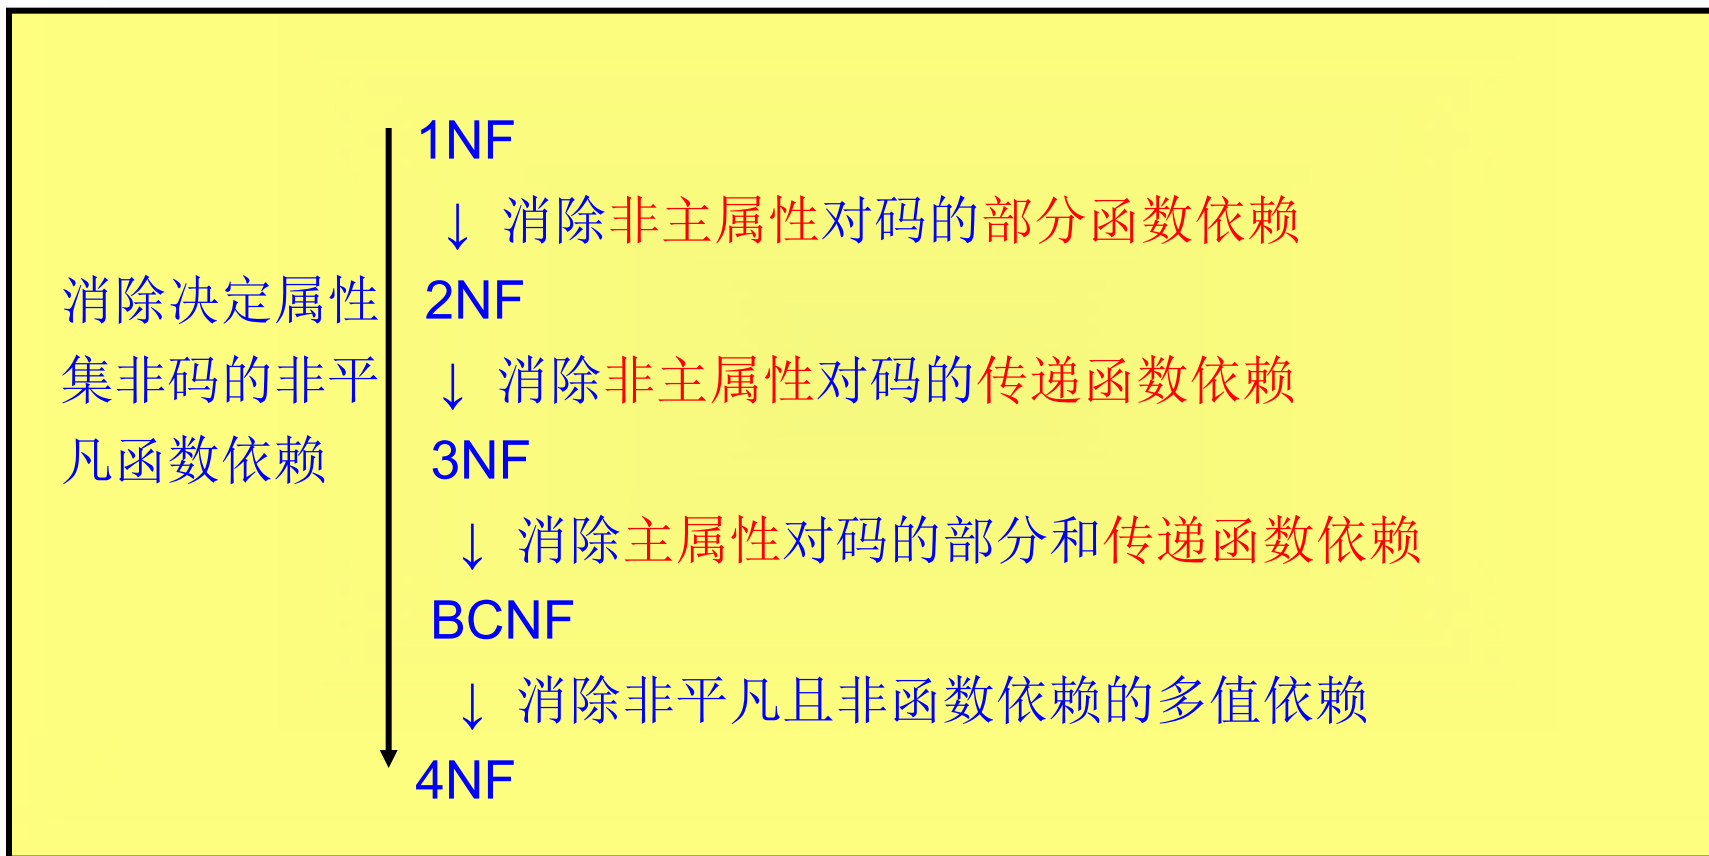 1NF
↓ 消除非主属性对码的部分函数依赖
消除决定属性 2NF
集非码的非平 ↓ 消除非主属性对码的传递函数依赖
凡函数依赖 3NF
↓ 消除主属性对码的部分和传递函数依赖
BCNF
↓ 消除非平凡且非函数依赖的多值依赖
4NF